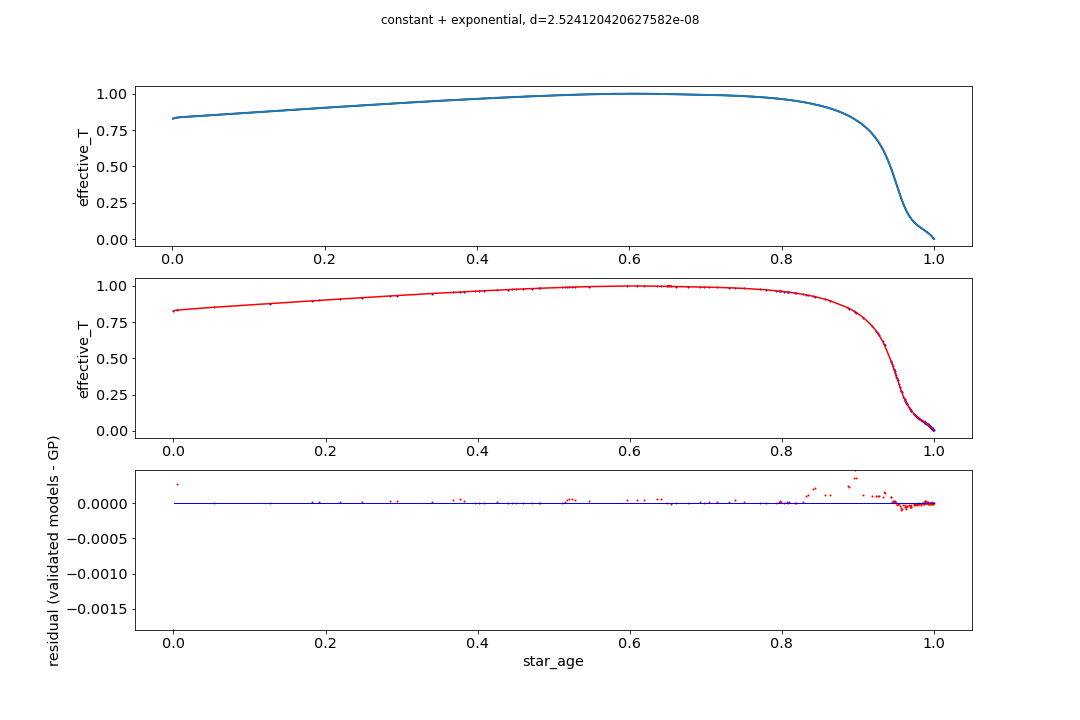 constant + exponential, d=2.524120420627582e-08
effective_T
1.00
0.75
0.50
0.25
0.00
0.0 0.2 0.4 0.6 0.8 1.0
effective_T
1.00
0.75
0.50
0.25
0.00
0.0 0.2 0.4 0.6 0.8 1.0
residual (validated models - GP)
0.0000
−0.0005
−0.0010
−0.0015
0.0 0.2 0.4 0.6 0.8 1.0
star_age